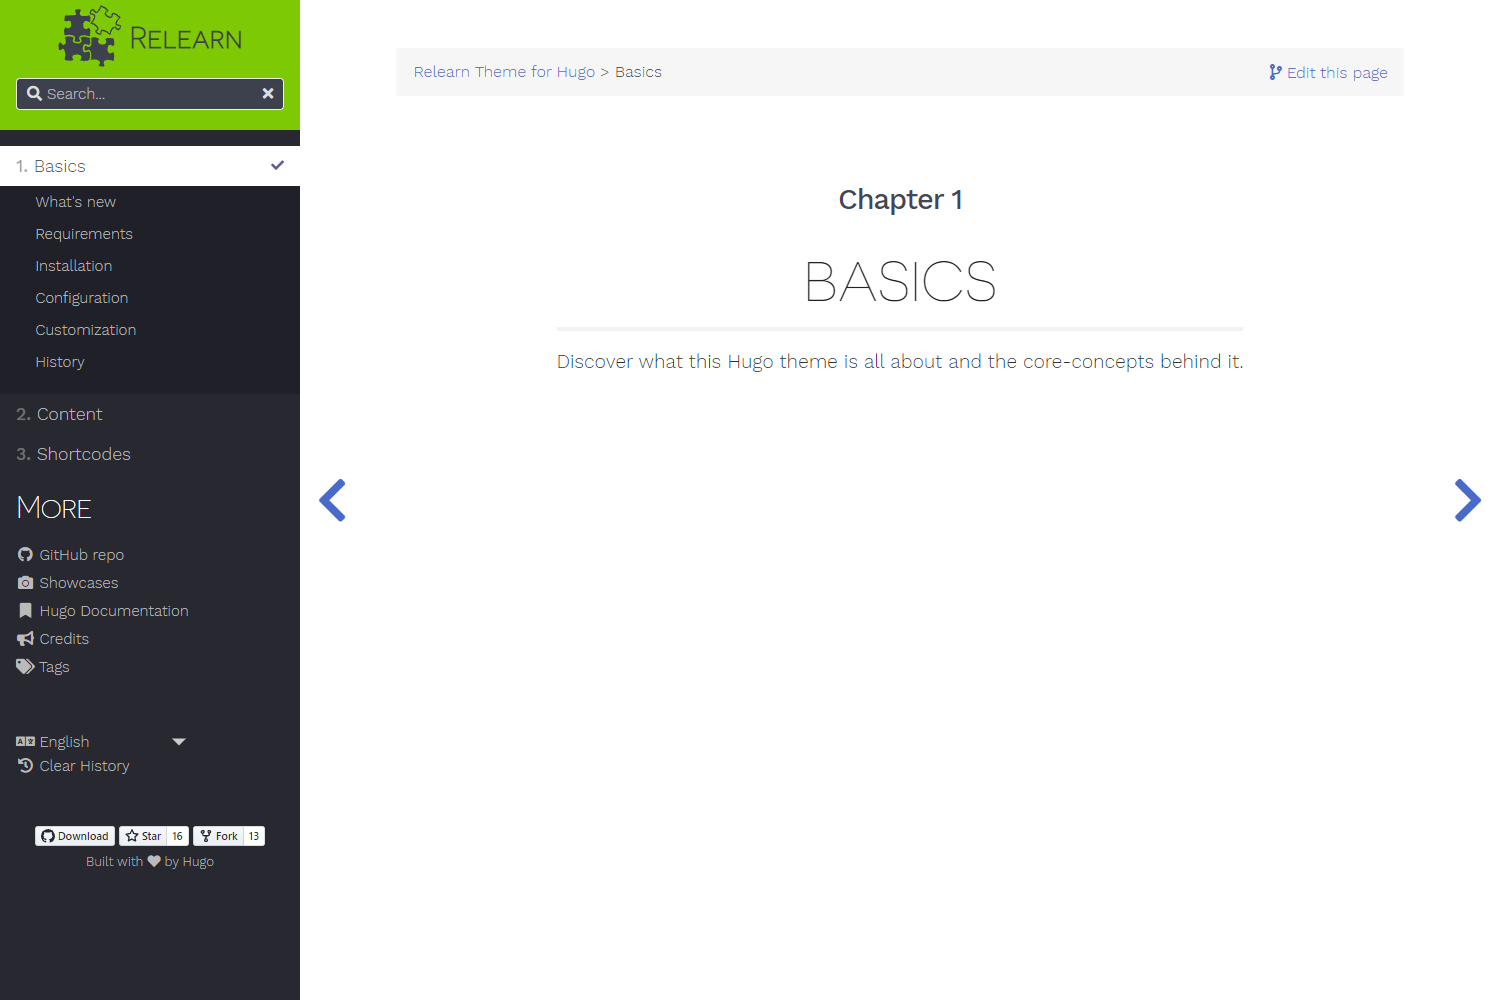 RELEARN
Search...
1. Basics
What's new
Requirements
Installation
Configuration
Customization
History
2. Content
3. Shortcodes
MORE
GitHub repo
Showcases
Hugo Documentation
Credits
Tags
English
Clear History
Download Star 16 Fork 13
Built with by Hugo
Relearn Theme for Hugo > Basics
Edit this page
Chapter 1
BASICS
Discover what this Hugo theme is all about and the core-concepts behind it.